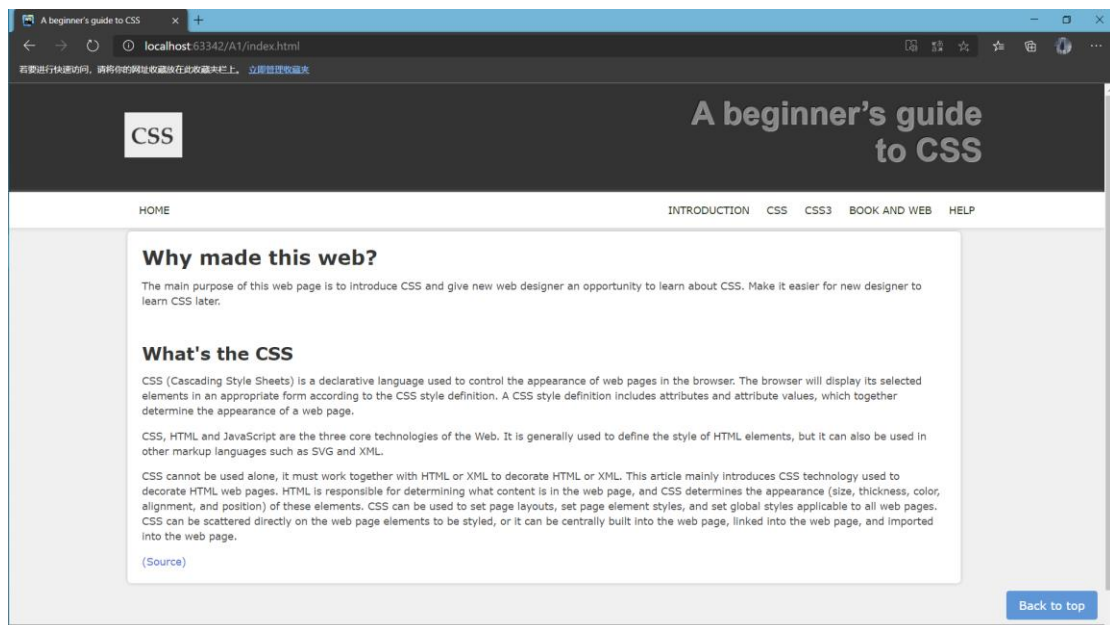 A beginner's guide to CSS
localhost:63342/A1/index.html
若要进行快速访问，请将你的网址收藏放在此收藏夹栏上。 立即管理收藏夹
CSS
A beginner's guide
to CSS
HOME INTRODUCTION CSS CSS3 BOOK AND WEB HELP
Why made this web?
The main purpose of this web page is to introduce CSS and give new web designer an opportunity to learn about CSS. Make it easier for new designer to
learn CSS later.
What's the CSS
CSS (Cascading Style Sheets) is a declarative language used to control the appearance of web pages in the browser. The browser will display its selected
elements in an appropriate form according to the CSS style definition. A CSS style definition includes attributes and attribute values, which together
determine the appearance of a web page.
CSS, HTML and JavaScript are the three core technologies of the Web. It is generally used to define the style of HTML elements, but it can also be used in
other markup languages such as SVG and XML.
CSS cannot be used alone, it must work together with HTML or XML to decorate HTML or XML. This article mainly introduces CSS technology used to
decorate HTML web pages. HTML is responsible for determining what content is in the web page, and CSS determines the appearance (size, thickness, color,
alignment, and position) of these elements. CSS can be used to set page layouts, set page element styles, and set global styles applicable to all web pages.
CSS can be scattered directly on the web page elements to be styled, or it can be centrally built into the web page, linked into the web page, and imported
into the web page.
(Source)
Back to top